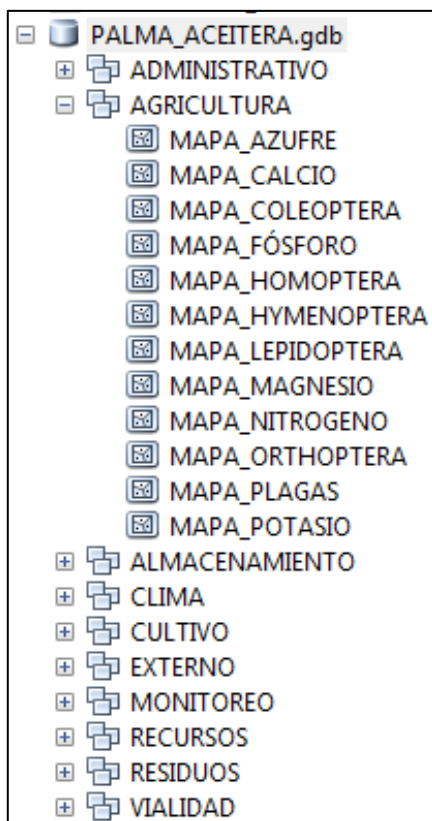 PALMA_ACEITERA.gdb
ADMINISTRATIVO
AGRICULTURA
MAPA_AZUFRE
MAPA_CALCIO
MAPA_COLEOPTERA
MAPA_FÓSFORO
MAPA_HOMOPTERA
MAPA_HYMENOPTERA
MAPA_LEPIDOPTERA
MAPA_MAGNESIO
MAPA_NITROGENO
MAPA_ORTHOPTERA
MAPA_PLAGAS
MAPA_POTASIO
ALMACENAMIENTO
CLIMA
CULTIVO
EXTERNO
MONITOREO
RECURSOS
RESIDUOS
VIALIDAD